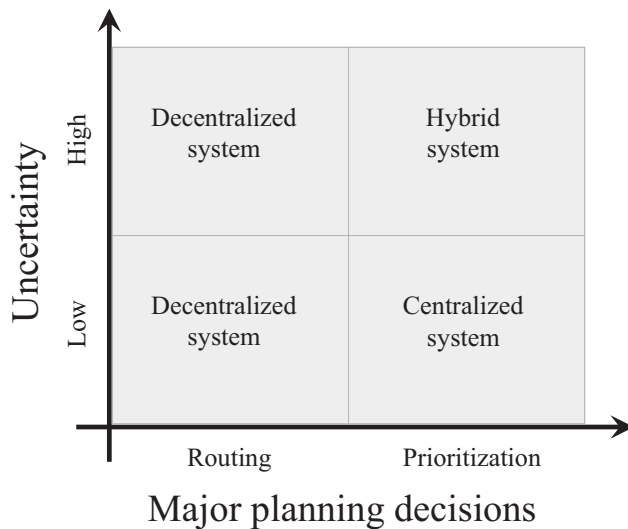 Uncertainty
High
Low
Decentralized
system
Hybrid
system
Decentralized
system
Centralized
system
Routing
Prioritization
Major planning decisions